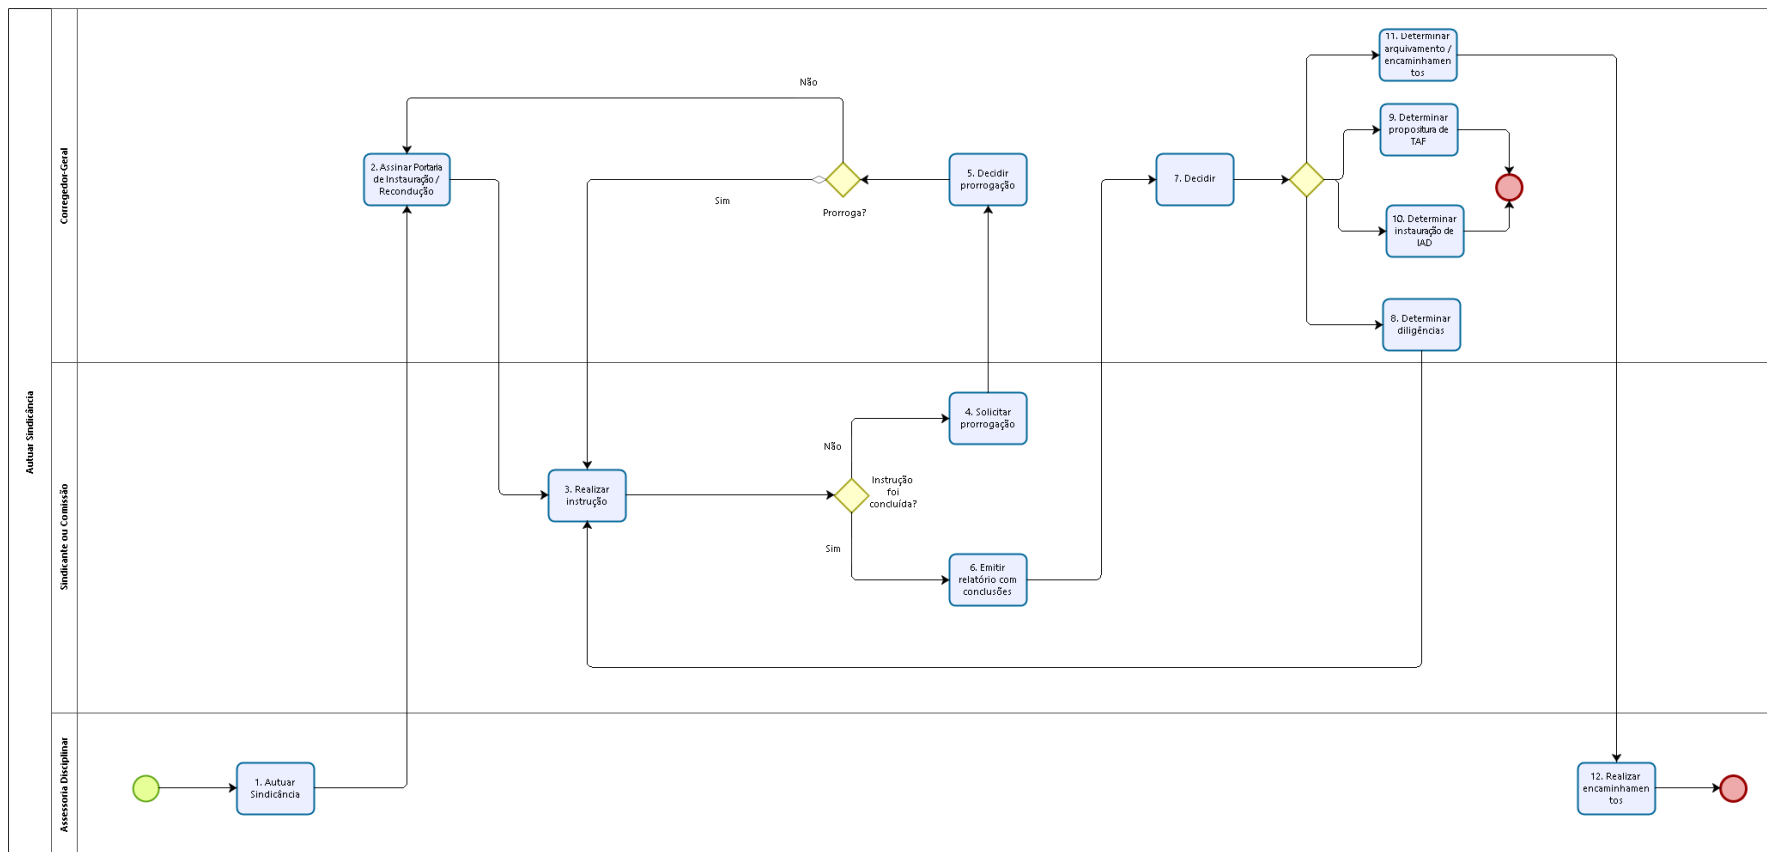 Autuar Sindicância
Corregedor-Geral
Não
2. Assinar Portaria
de Instauração /
Recondução
Sim
Prorroga?
5. Decidir
prorrogação
7. Decidir
11. Determinar
arquivamento /
encaminhamen
tos
9. Determinar
propositura de
TAF
10. Determinar
instauração de
IAD
8. Determinar
diligências
Sindicante ou Comissão
3. Realizar
instrução
Não
Instrução
foi
concluída?
Sim
4. Solicitar
prorrogação
6. Emitir
relatório com
conclusões
Assessoria Disciplinar
1. Autuar
Sindicância
12. Realizar
encaminhamen
tos